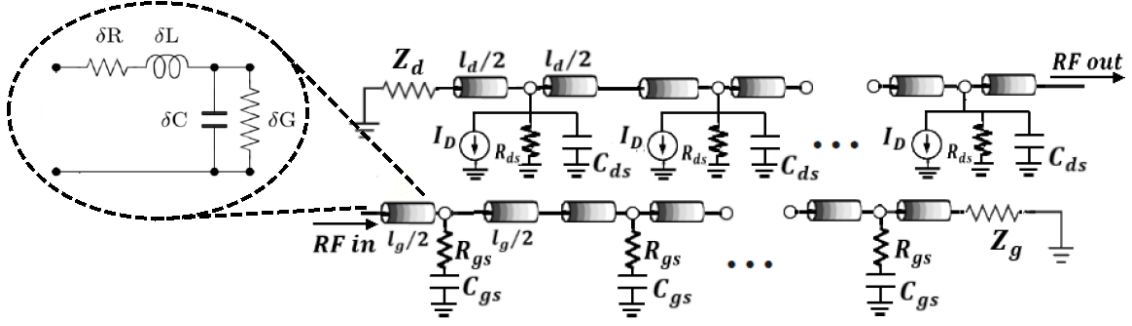 δR δL
δC δG
Z_d l_d/2 l_d/2 RF out
I_D R_ds C_ds I_D R_ds C_ds ... I_D R_ds C_ds
RF in l_g/2 R_gs l_g/2 R_gs ... R_gs Z_g
C_gs C_gs C_gs